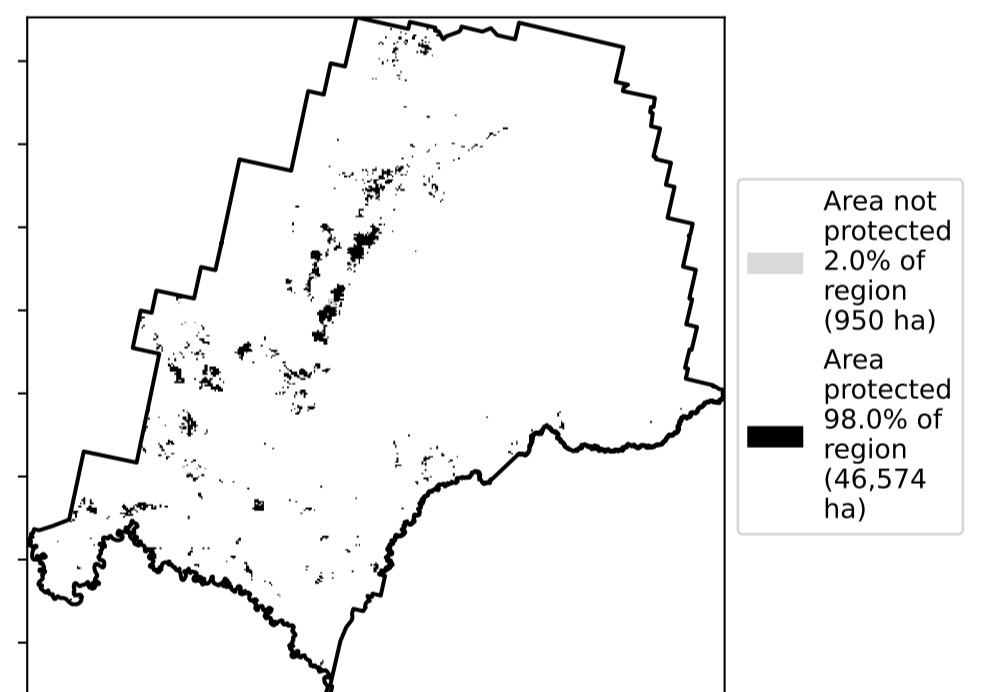 Area not
protected
2.0% of
region
(950 ha)
Area
protected
98.0% of
region
(46,574
ha)